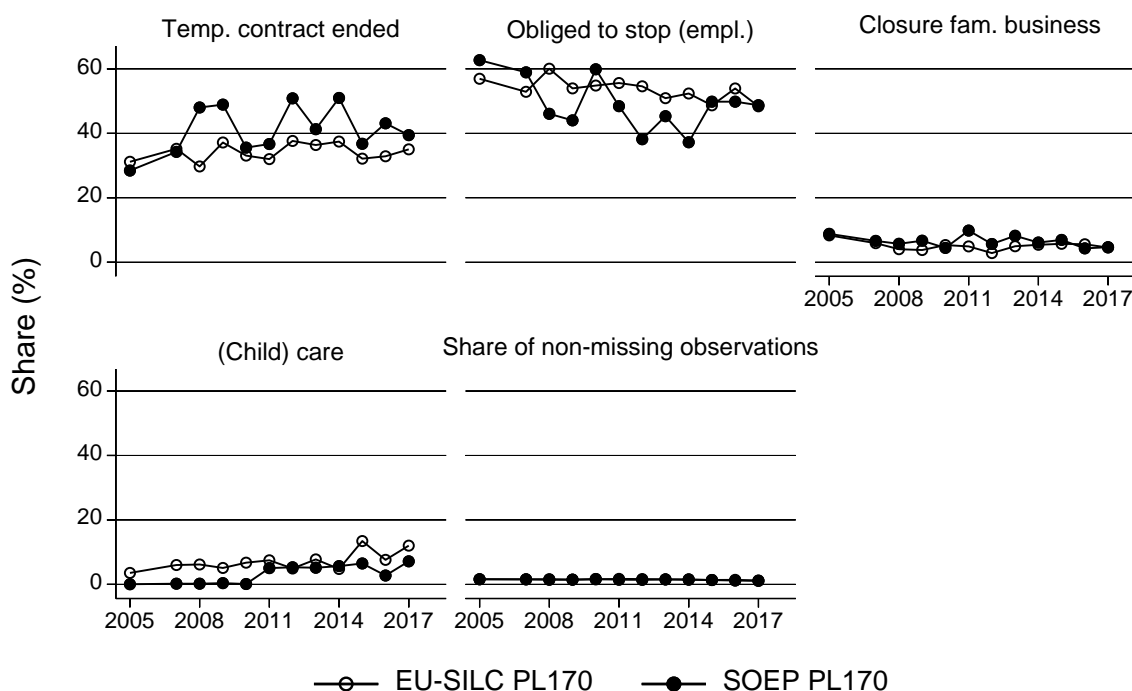 Temp. contract ended
Obliged to stop (empl.)
Closure fam. business
60
40
20
0
2005 2008 2011 2014 2017
Share (%)
(Child) care
Share of non-missing observations
60
40
20
0
2005 2008 2011 2014 2017
2005 2008 2011 2014 2017
EU-SILC PL170
SOEP PL170